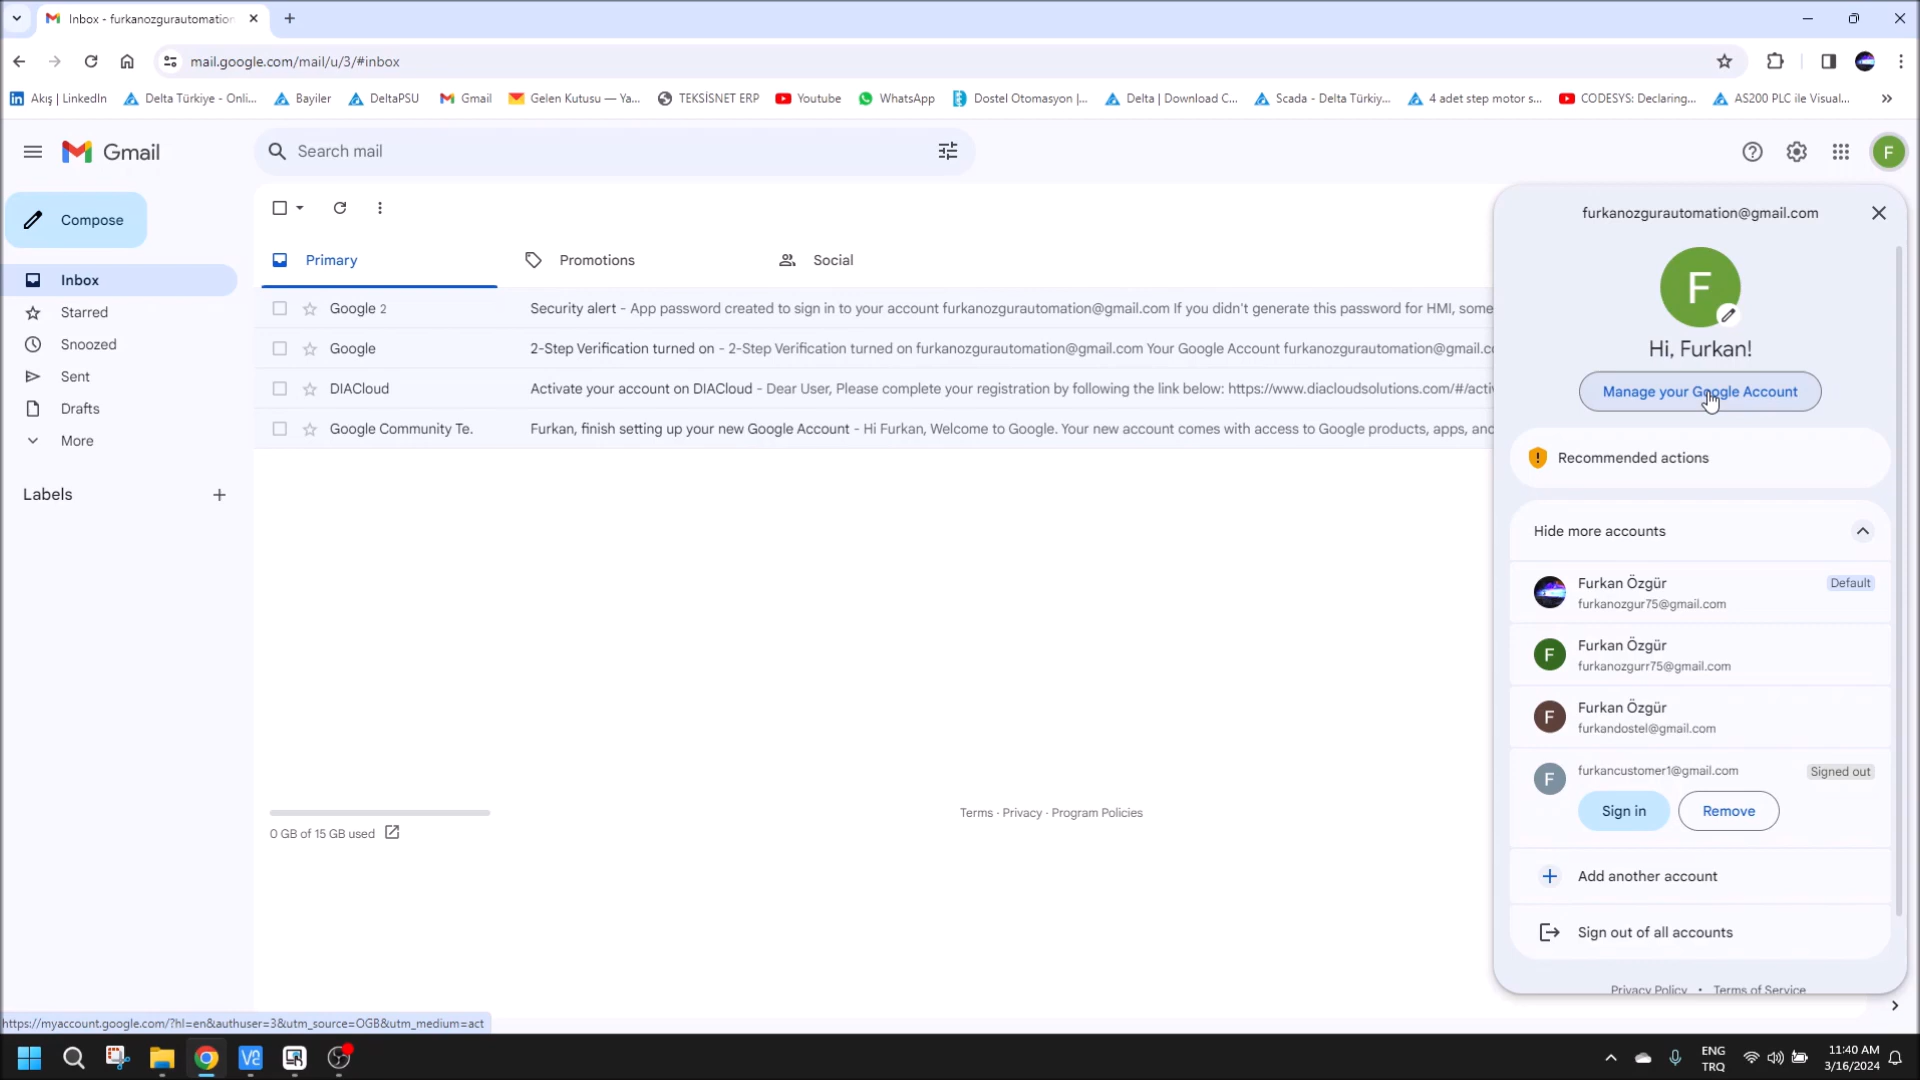 Inbox - furkanozgurautomation
mail.google.com/mail/u/3/#inbox
Akış | LinkedIn
Delta Türkiye - Onli...
Bayiler
DeltaPSU
Gmail
Gelen Kutusu — Ya...
TEKSİSNET ERP
Youtube
WhatsApp
Dostel Otomasyon |...
Delta | Download C...
Scada - Delta Türkiy...
4 adet step motor s...
CODESYS: Declaring...
AS200 PLC ile Visual...
Gmail
Search mail
F
Compose
Inbox
Starred
Snoozed
Sent
Drafts
More
Labels
Primary
Promotions
Social
Google 2 Security alert - App password created to sign in to your account furkanozgurautomation@gmail.com If you didn't generate this password for HMI, some
Google 2-Step Verification turned on - 2-Step Verification turned on furkanozgurautomation@gmail.com Your Google Account furkanozgurautomation@gmail.c
DIACloud Activate your account on DIACloud - Dear User, Please complete your registration by following the link below: https://www.diacloudsolutions.com/#/acti
Google Community Te. Furkan, finish setting up your new Google Account - Hi Furkan, Welcome to Google. Your new account comes with access to Google products, apps, and
0 GB of 15 GB used
Terms · Privacy · Program Policies
furkanozgurautomation@gmail.com
F
Hi, Furkan!
Manage your Google Account
Recommended actions
Hide more accounts
Furkan Özgür
Default
furkanozgur75@gmail.com
F
Furkan Özgür
furkanozgurr75@gmail.com
F
Furkan Özgür
furkandostel@gmail.com
F
furkancustomer1@gmail.com
Signed out
Sign in
Remove
Add another account
Sign out of all accounts
Privacy Policy • Terms of Service
https://myaccount.google.com/?hl=en&authuser=3&utm_source=OGB&utm_medium=act
ENG
TRQ
11:40 AM
3/16/2024